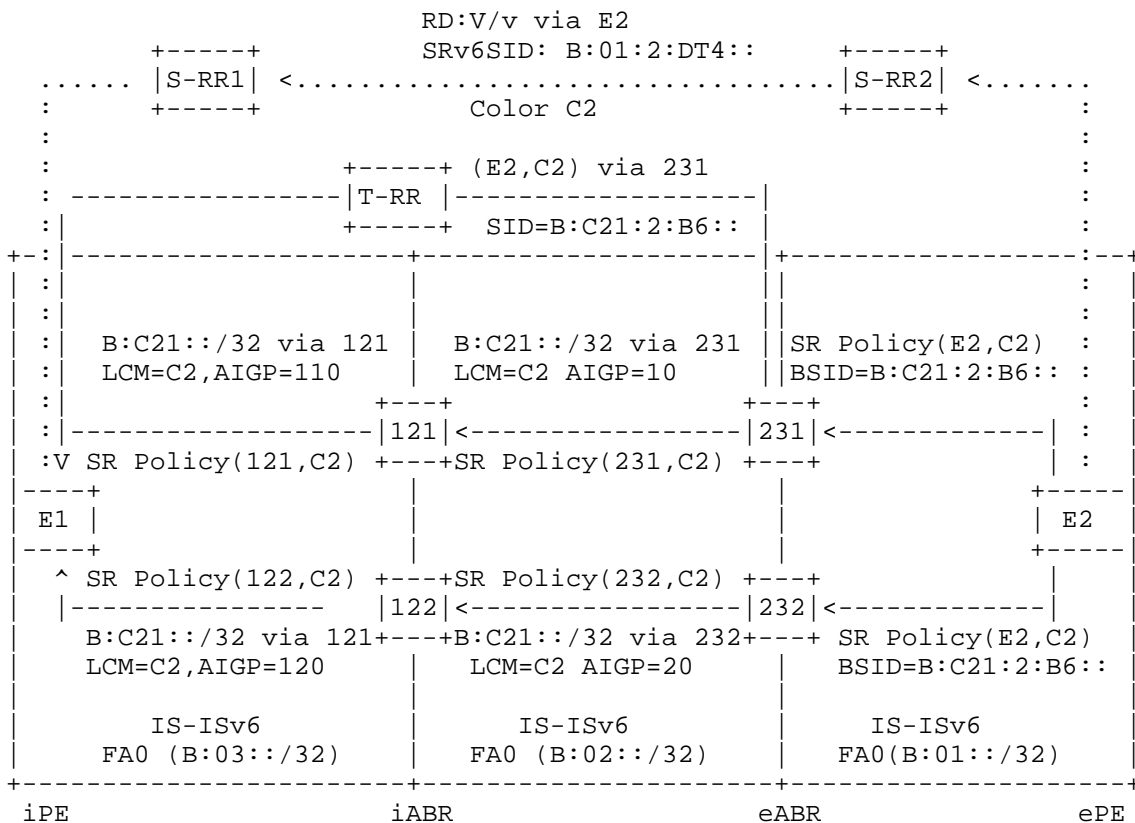 RD:V/v via E2
SRv6SID: B:01:2:DT4::
S-RR1 S-RR2
Color C2
(E2,C2) via 231
T-RR
SID=B:C21:2:B6::
B:C21::/32 via 121 B:C21::/32 via 231 SR Policy(E2,C2)
LCM=C2,AIGP=110 LCM=C2 AIGP=10 BSID=B:C21:2:B6::
121 231
V SR Policy(121,C2) SR Policy(231,C2)
E1 E2
^ SR Policy(122,C2) SR Policy(232,C2)
122 232
B:C21::/32 via 121 B:C21::/32 via 232 SR Policy(E2,C2)
LCM=C2,AIGP=120 LCM=C2 AIGP=20 BSID=B:C21:2:B6::
IS-ISv6 IS-ISv6 IS-ISv6
FA0 (B:03::/32) FA0 (B:02::/32) FA0(B:01::/32)
iPE iABR eABR ePE